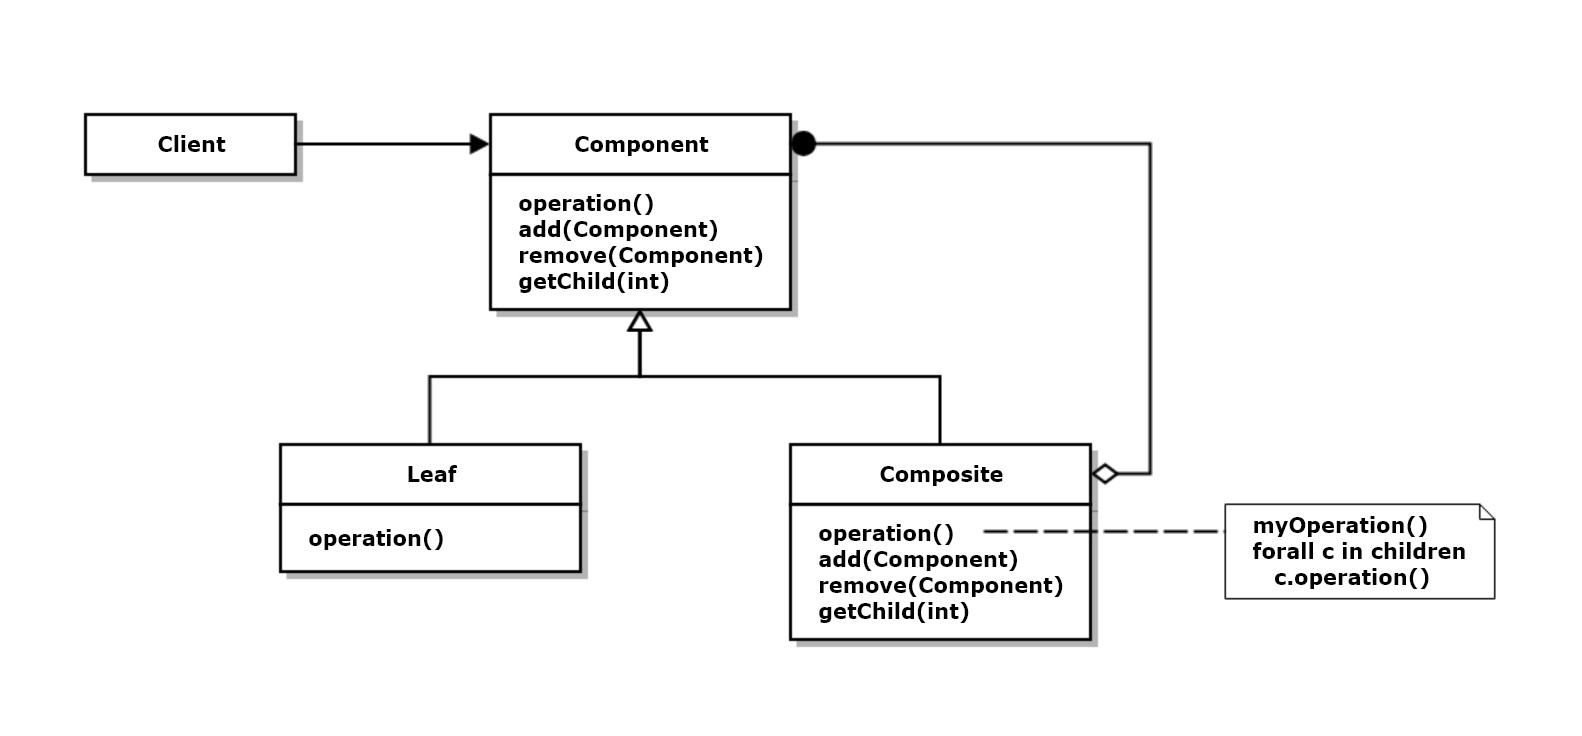 Client
Component
operation()
add(Component)
remove(Component)
getChild(int)
Leaf
operation()
Composite
operation()
add(Component)
remove(Component)
getChild(int)
myOperation()
forall c in children
c.operation()